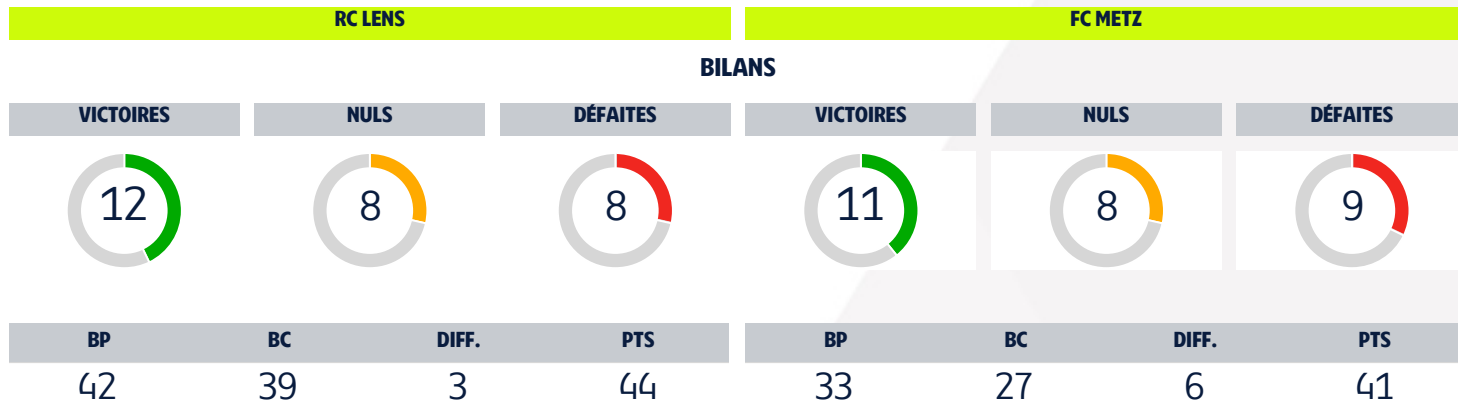 RC LENS FC METZ
BILANS
VICTOIRES NULS DÉFAITES VICTOIRES NULS DÉFAITES
12 8 8 11 8 9
BP BC DIFF. PTS BP BC DIFF. PTS
42 39 3 44 33 27 6 41